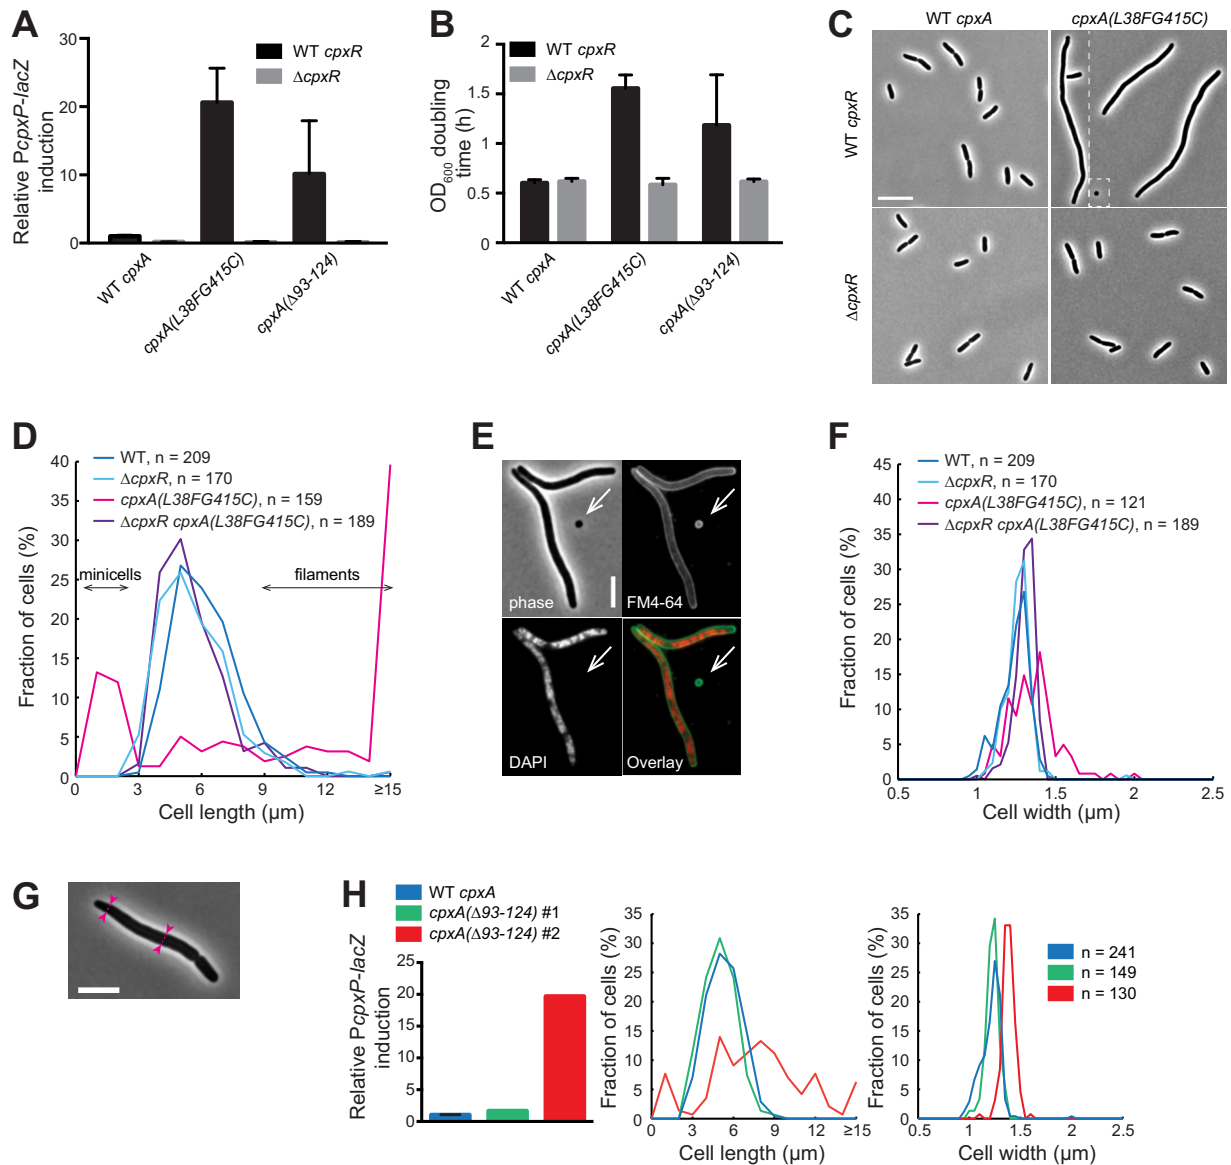 A
Relative PcpxP-lacZ
induction
30
20
10
0
WT cpxR
ΔcpxR
WT cpxA
cpxA(L38FG415C)
cpxA(Δ93-124)
B
OD600 doubling
time (h)
2
1.5
1
0.5
0
WT cpxR
ΔcpxR
WT cpxA
cpxA(L38FG415C)
cpxA(Δ93-124)
C
WT cpxA
cpxA(L38FG415C)
WT cpxR
ΔcpxR
D
WT, n = 209
ΔcpxR, n = 170
cpxA(L38FG415C), n = 159
ΔcpxR cpxA(L38FG415C), n = 189
minicells
filaments
Fraction of cells (%)
40
35
30
25
20
15
10
5
0
0 3 6 9 12 ≥15
Cell length (µm)
E
phase
FM4-64
DAPI
Overlay
F
WT, n = 209
ΔcpxR, n = 170
cpxA(L38FG415C), n = 121
ΔcpxR cpxA(L38FG415C), n = 189
Fraction of cells (%)
45
40
35
30
25
20
15
10
5
0
0.5 1 1.5 2 2.5
Cell width (µm)
G
H
WT cpxA
cpxA(Δ93-124) #1
cpxA(Δ93-124) #2
Relative PcpxP-lacZ
induction
25
20
15
10
5
0
Fraction of cells (%)
35
30
25
20
15
10
5
0
0 3 6 9 12 ≥15
Cell length (µm)
Fraction of cells (%)
35
30
25
35
15
10
5
0
n = 241
n = 149
n = 130
0.5 1 1.5 2 2.5
Cell width (µm)